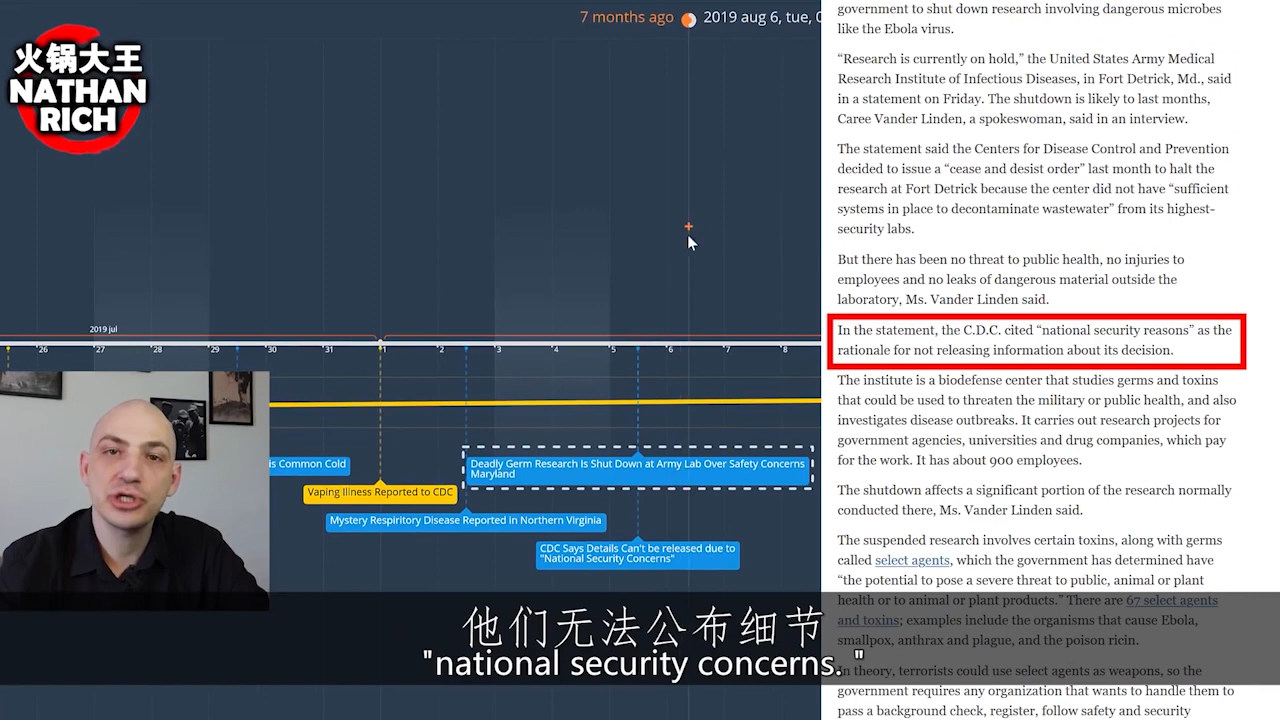 7 months ago
2019 aug 6, tue,
火锅大王
NATHAN
RICH
2019 jul
26
27
28
29
30
31
1
2
3
4
5
6
7
8
is Common Cold
Vaping Illness Reported to CDC
Deadly Germ Research Is Shut Down at Army Lab Over Safety Concerns
Maryland
Mystery Respiritory Disease Reported in Northern Virginia
CDC Says Details Can't be released due to
"National Security Concerns"
government to shut down research involving dangerous microbes
like the Ebola virus.
“Research is currently on hold,” the United States Army Medical
Research Institute of Infectious Diseases, in Fort Detrick, Md., said
in a statement on Friday. The shutdown is likely to last months,
Caree Vander Linden, a spokeswoman, said in an interview.
The statement said the Centers for Disease Control and Prevention
decided to issue a “cease and desist order” last month to halt the
research at Fort Detrick because the center did not have “sufficient
systems in place to decontaminate wastewater” from its highest-
security labs.
But there has been no threat to public health, no injuries to
employees and no leaks of dangerous material outside the
laboratory, Ms. Vander Linden said.
In the statement, the C.D.C. cited “national security reasons” as the
rationale for not releasing information about its decision.
The institute is a biodefense center that studies germs and toxins
that could be used to threaten the military or public health, and also
investigates disease outbreaks. It carries out research projects for
government agencies, universities and drug companies, which pay
for the work. It has about 900 employees.
The shutdown affects a significant portion of the research normally
conducted there, Ms. Vander Linden said.
The suspended research involves certain toxins, along with germs
called select agents, which the government has determined have
“the potential to pose a severe threat to public, animal or plant
health or to animal or plant products.” There are 67 select agents
and toxins; examples include the organisms that cause Ebola,
smallpox, anthrax and plague, and the poison ricin.
In theory, terrorists could use select agents as weapons, so the
government requires any organization that wants to handle them to
pass a background check, register, follow safety and security
他们无法公布细节
"national security concerns. "